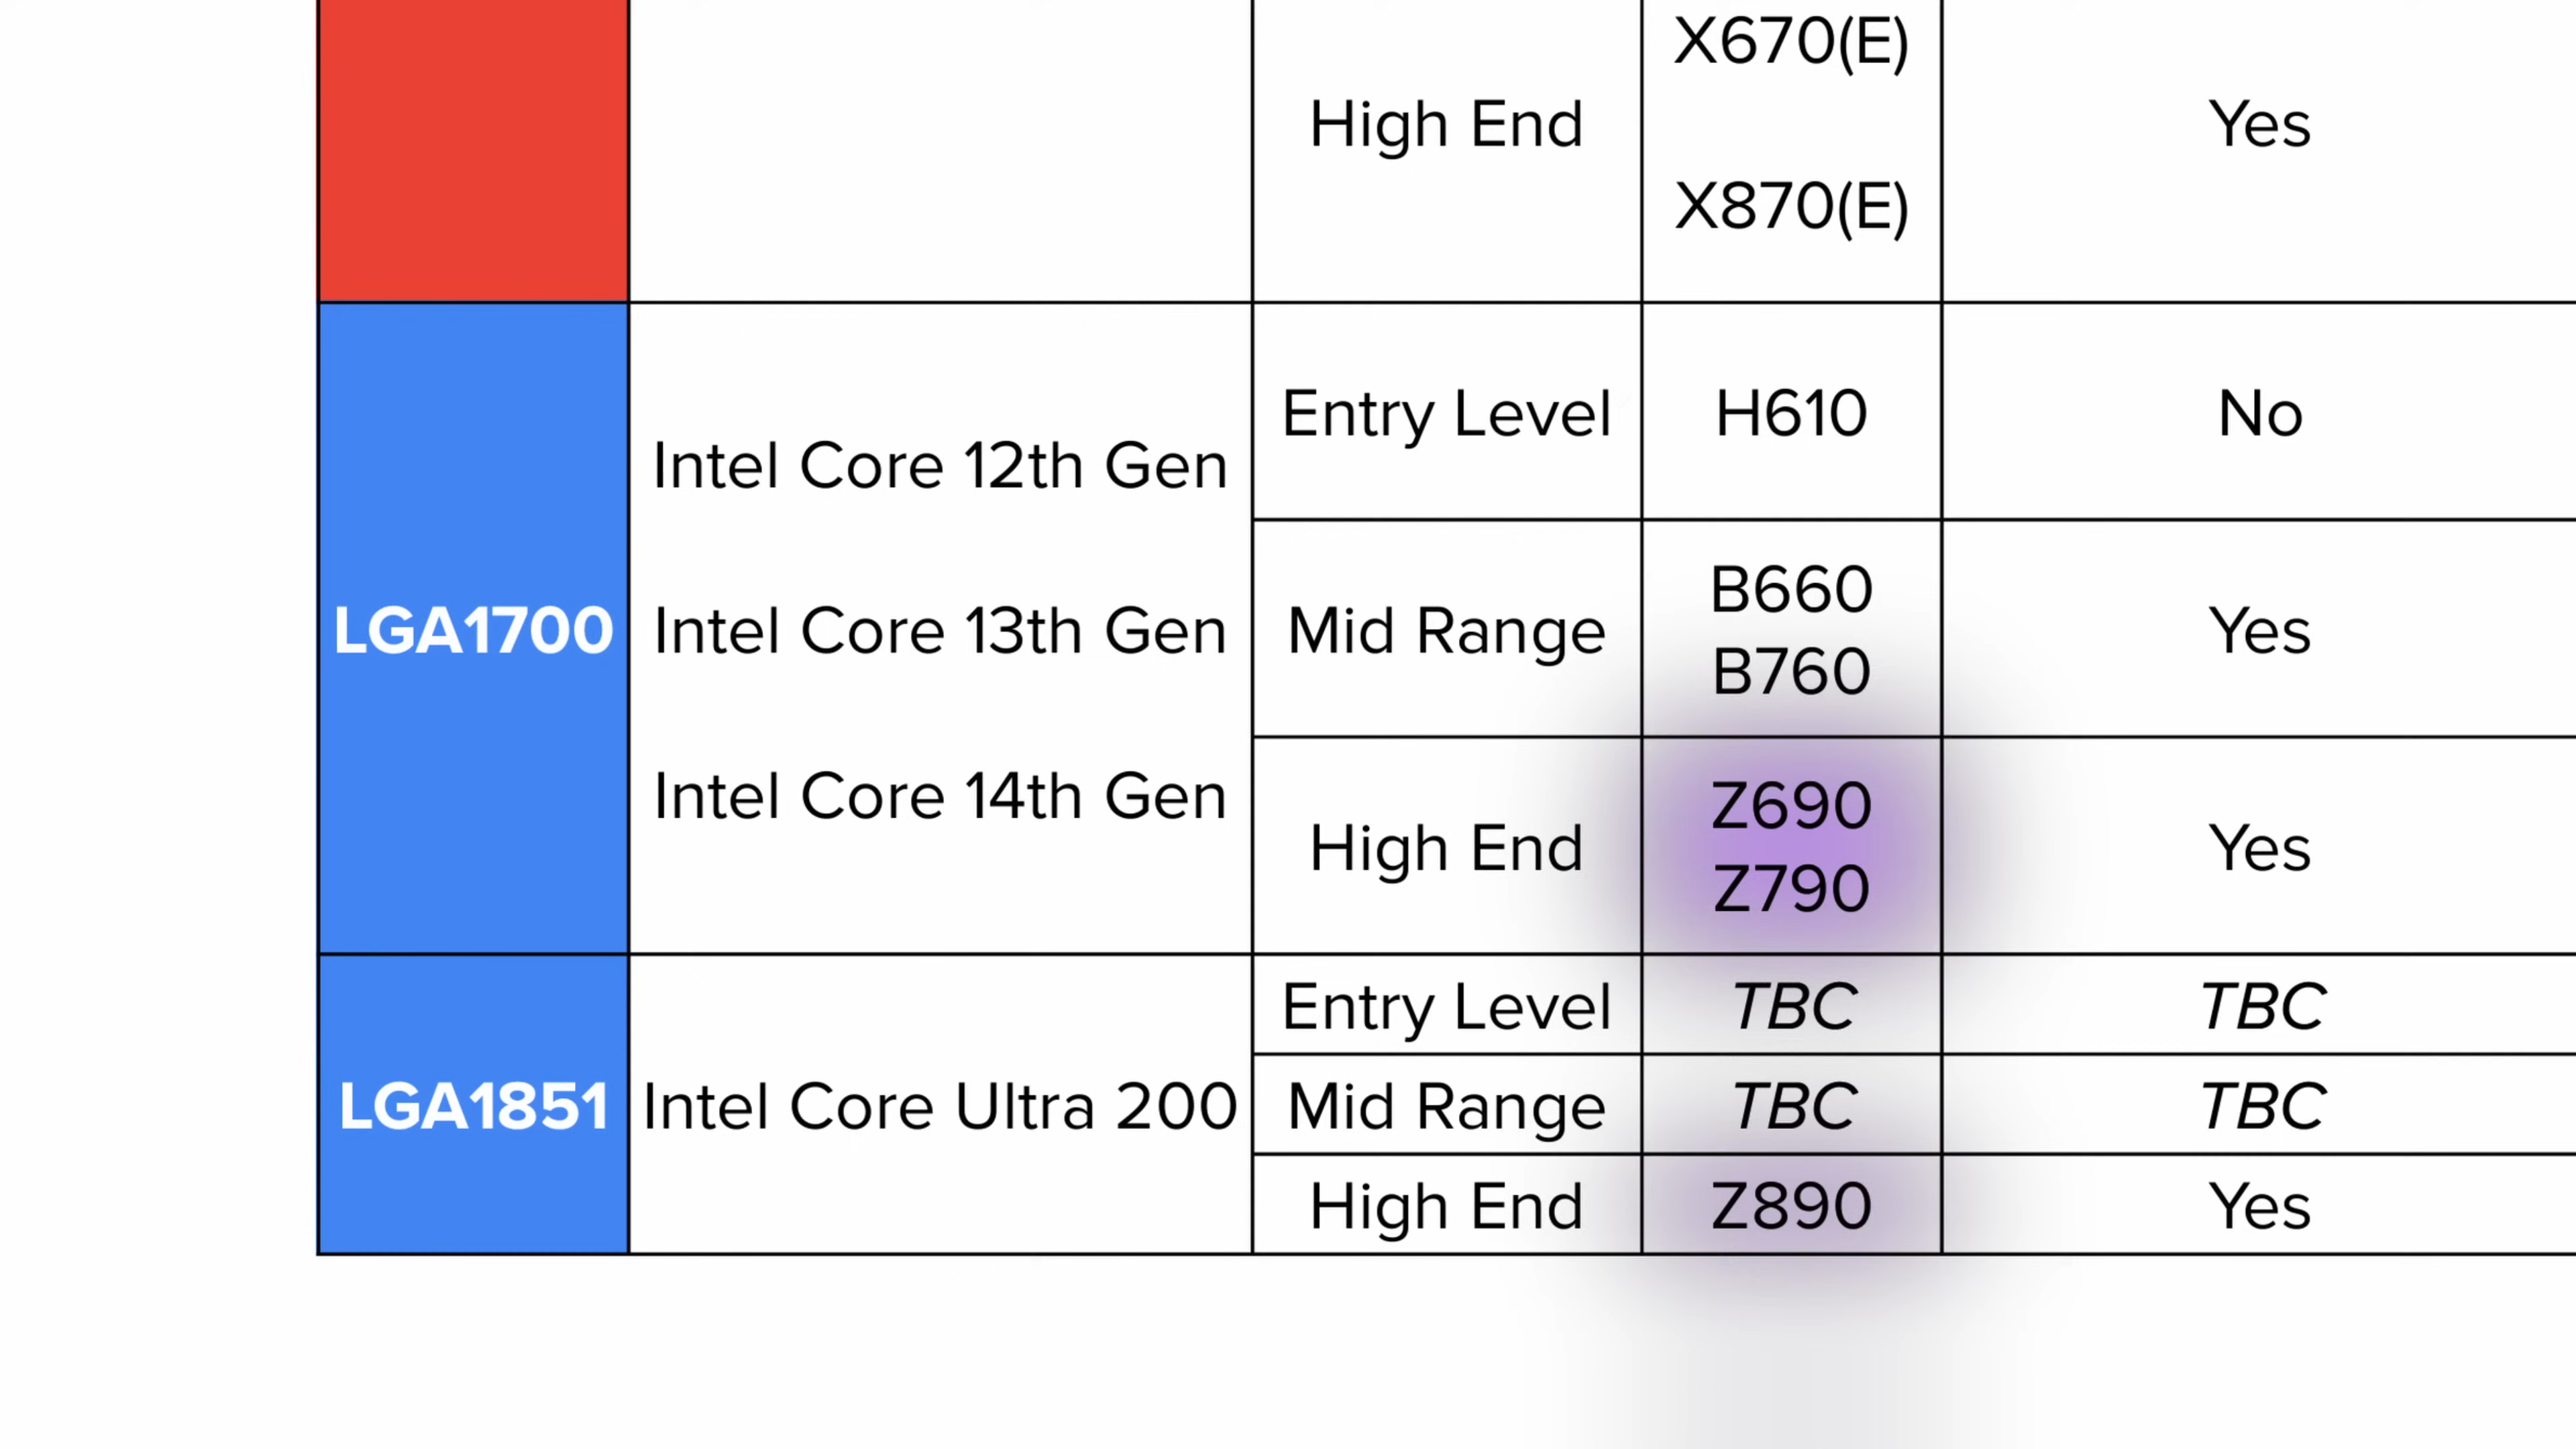 X670(E)
High End
Yes
X870(E)
LGA1700
Intel Core 12th Gen
Intel Core 13th Gen
Intel Core 14th Gen
Entry Level
H610
No
Mid Range
B660
B760
Yes
High End
Z690
Z790
Yes
LGA1851
Intel Core Ultra 200
Entry Level
TBC
TBC
Mid Range
TBC
TBC
High End
Z890
Yes